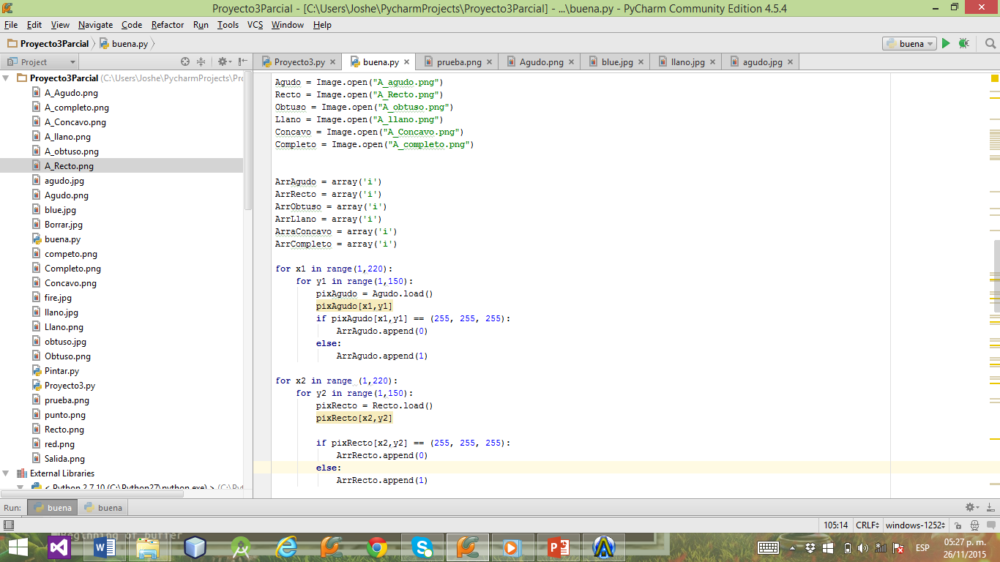 Proyecto3Parcial - [C:\Users\Joshe\PycharmProjects\Proyecto3Parcial] - ...\buena.py - PyCharm Community Edition 4.5.4
File Edit View Navigate Code Refactor Run Tools VCS Window Help
Proyecto3Parcial buena.py buena
Project Proyecto3.py buena.py prueba.png Agudo.png blue.jpg llano.jpg agudo.jpg
Proyecto3Parcial (C:\Users\Joshe\PycharmProjects\Pr
A_Agudo.png
A_completo.png
A_Concavo.png
A_llano.png
A_obtuso.png
A_Recto.png
agudo.jpg
Agudo.png
blue.jpg
Borrar.jpg
buena.py
competo.png
Completo.png
Concavo.png
fire.jpg
llano.jpg
Llano.png
obtuso.jpg
Obtuso.png
Pintar.py
Proyecto3.py
prueba.png
punto.png
Recto.png
red.png
Salida.png
External Libraries
< Python 2.7.10 (C:\Python27\python.exe) > (C:\Pyt
Agudo = Image.open("A_agudo.png")
Recto = Image.open("A_Recto.png")
Obtuso = Image.open("A_obtuso.png")
Llano = Image.open("A_llano.png")
Concavo = Image.open("A_Concavo.png")
Completo = Image.open("A_completo.png")
ArrAgudo = array('i')
ArrRecto = array('i')
ArrObtuso = array('i')
ArrLlano = array('i')
ArraConcavo = array('i')
ArrCompleto = array('i')
for x1 in range(1,220):
for y1 in range(1,150):
pixAgudo = Agudo.load()
pixAgudo[x1,y1]
if pixAgudo[x1,y1] == (255, 255, 255):
ArrAgudo.append(0)
else:
ArrAgudo.append(1)
for x2 in range (1,220):
for y2 in range(1,150):
pixRecto = Recto.load()
pixRecto[x2,y2]
if pixRecto[x2,y2] == (255, 255, 255):
ArrRecto.append(0)
else:
ArrRecto.append(1)
Run: buena buena
105:14 CRLF windows-1252
Beginning of buffer
ESP 05:27 p. m.
26/11/2015